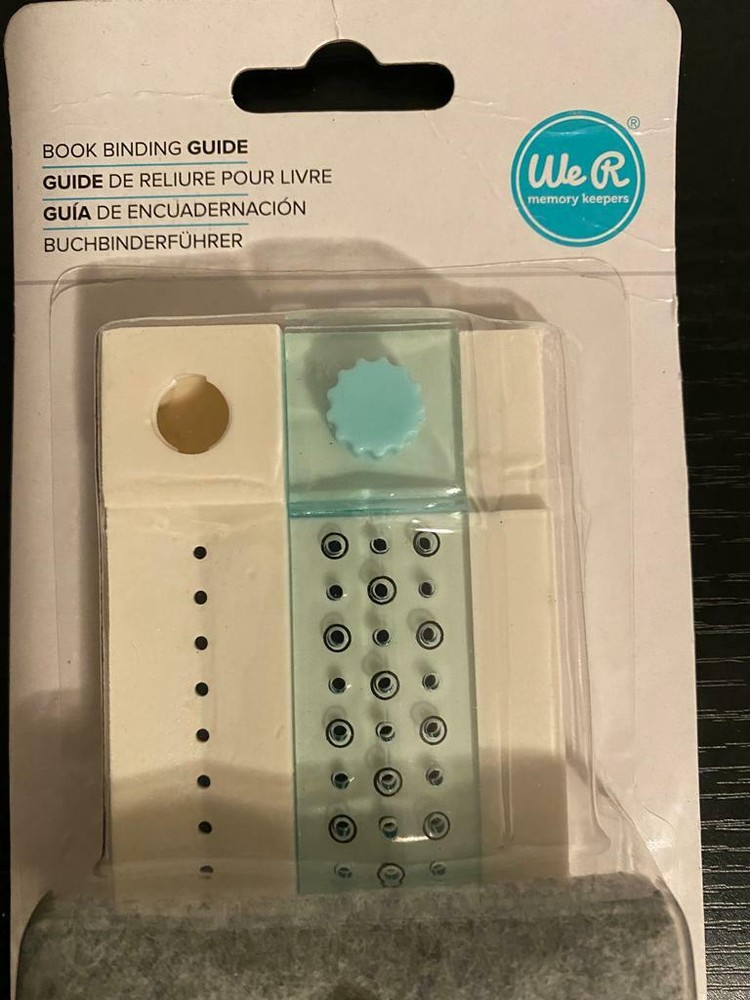 BOOK BINDING GUIDE
GUIDE DE RELIURE POUR LIVRE
GUÍA DE ENCUADERNACIÓN
BUCHBINDERFÜHRER
We R ®
memory keepers